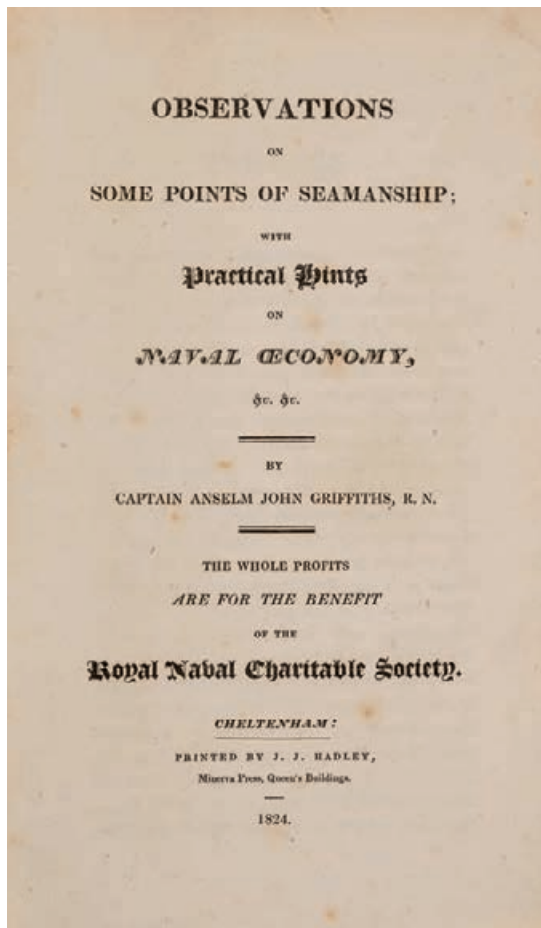 OBSERVATIONS
ON
SOME POINTS OF SEAMANSHIP;
WITH
Practical Hints
ON
NAVAL ŒCONOMY,
&c. &c.
BY
CAPTAIN ANSELM JOHN GRIFFITHS, R. N.
THE WHOLE PROFITS
ARE FOR THE BENEFIT
OF THE
Royal Naval Charitable Society.
CHELTENHAM:
PRINTED BY J. J. HADLEY,
Minerva Press, Queen's Buildings.
1824.